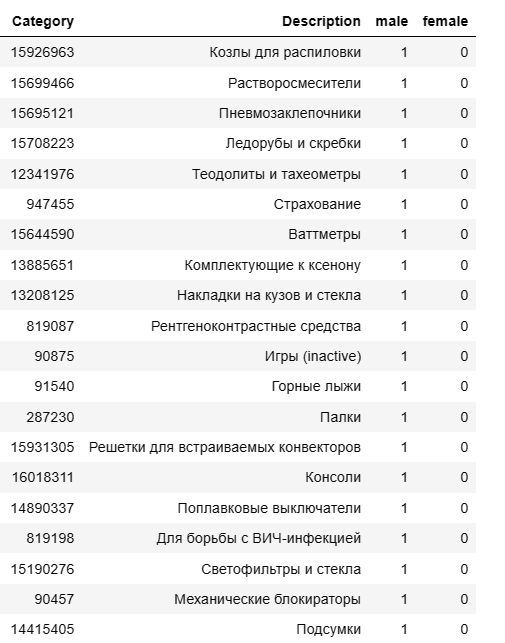 Category Description male female
15926963 Козлы для распиловки 1 0
15699466 Растворосмесители 1 0
15695121 Пневмозаклепочники 1 0
15708223 Ледорубы и скребки 1 0
12341976 Теодолиты и тахеометры 1 0
947455 Страхование 1 0
15644590 Ваттметры 1 0
13885651 Комплектующие к ксенону 1 0
13208125 Накладки на кузов и стекла 1 0
819087 Рентгеноконтрастные средства 1 0
90875 Игры (inactive) 1 0
91540 Горные лыжи 1 0
287230 Палки 1 0
15931305 Решетки для встраиваемых конвекторов 1 0
16018311 Консоли 1 0
14890337 Поплавковые выключатели 1 0
819198 Для борьбы с ВИЧ-инфекцией 1 0
15190276 Светофильтры и стекла 1 0
90457 Механические блокираторы 1 0
14415405 Подсумки 1 0